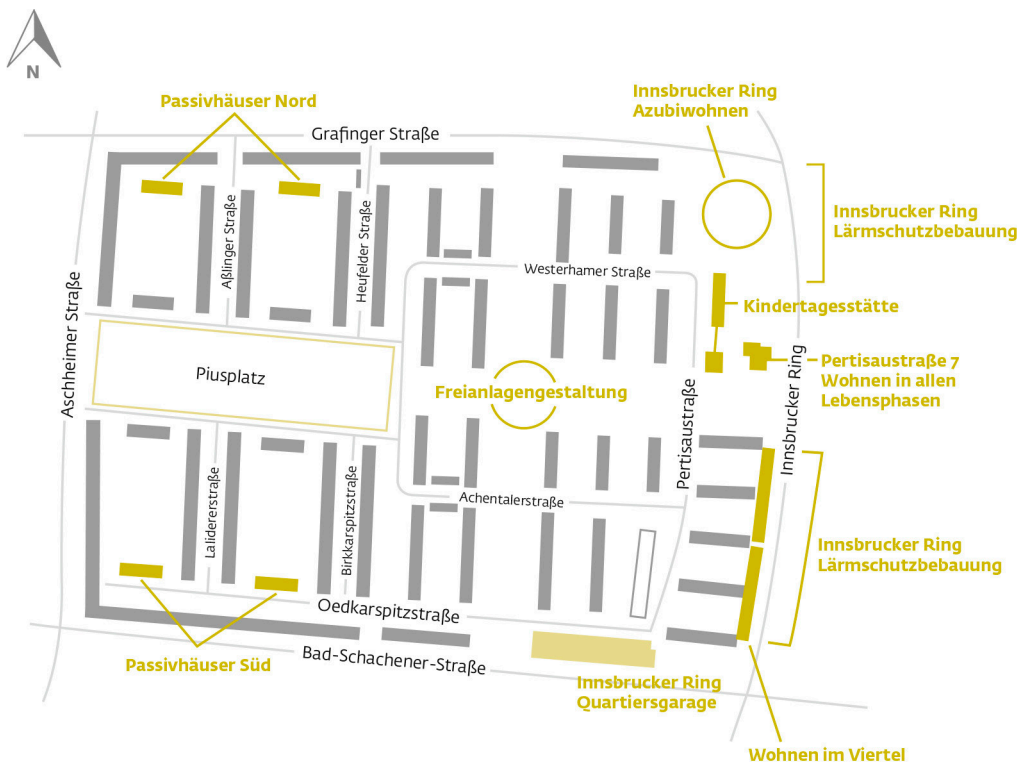 N
Passivhäuser Nord
Innsbrucker Ring
Azubiwohnen
Grafinger Straße
Innsbrucker Ring
Lärmschutzbebauung
Aßlinger Straße
Heufelder Straße
Westerhamer Straße
Kindertagesstätte
Aschheimer Straße
Piusplatz
Freianlagengestaltung
Pertisaustraße
Innsbrucker Ring
Pertisaustraße 7
Wohnen in allen
Lebensphasen
Lalidererstraße
Birkkarspitzstraße
Achentalerstraße
Innsbrucker Ring
Lärmschutzbebauung
Oedkarspitzstraße
Passivhäuser Süd
Bad-Schachener-Straße
Innsbrucker Ring
Quartiersgarage
Wohnen im Viertel